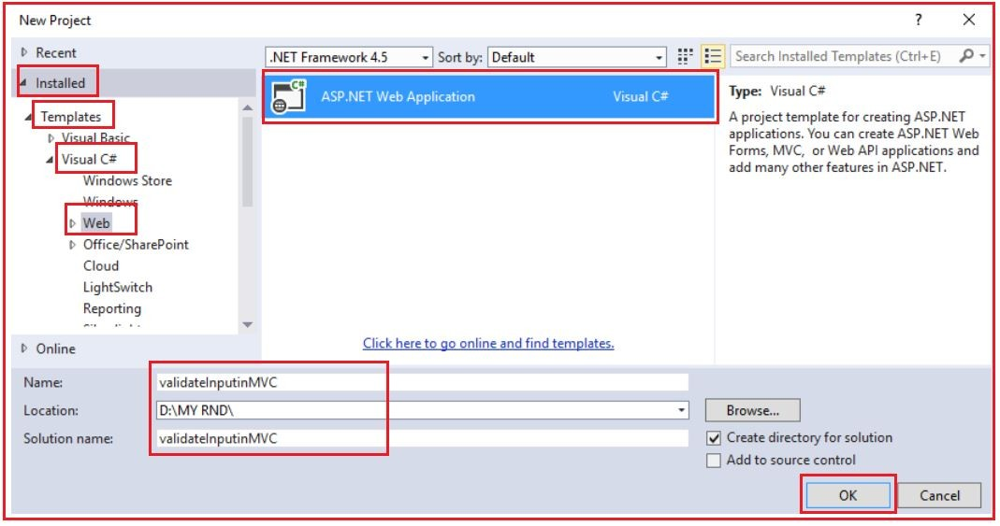 New Project
?
Recent
.NET Framework 4.5
Sort by:
Default
Search Installed Templates (Ctrl+E)
Installed
Templates
Visual Basic
Visual C#
Windows Store
Windows
Web
Office/SharePoint
Cloud
LightSwitch
Reporting
Online
C#
ASP.NET Web Application
Visual C#
Click here to go online and find templates.
Type: Visual C#
A project template for creating ASP.NET
applications. You can create ASP.NET Web
Forms, MVC, or Web API applications and
add many other features in ASP.NET.
Name:
validateInputinMVC
Location:
D:\MY RND\
Browse...
Solution name:
validateInputinMVC
Create directory for solution
Add to source control
OK
Cancel